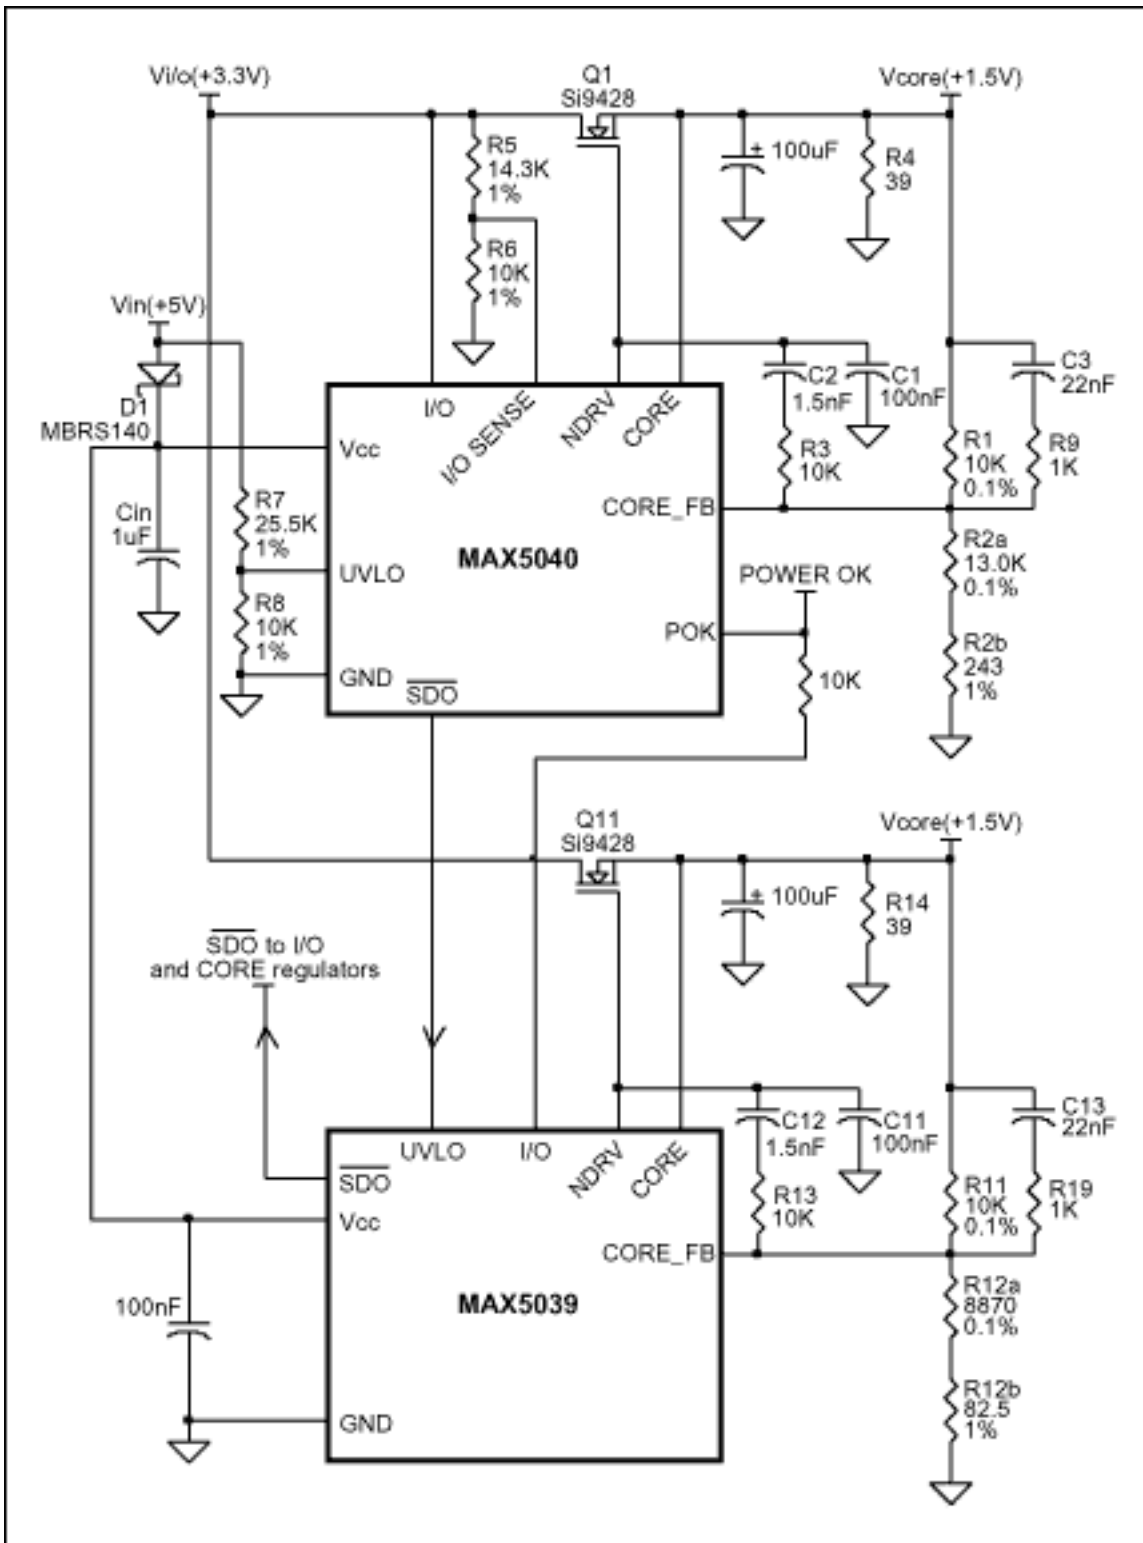 Vi/o(+3.3V)
Q1
Si9428
Vcore(+1.5V)
R5
14.3K
1%
+ 100uF
R4
39
R6
10K
1%
Vin(+5V)
D1
MBRS140
I/O
I/O SENSE
NDRV
CORE
C2
1.5nF
C1
100nF
C3
22nF
Vcc
R3
10K
R1
10K
0.1%
R9
1K
Cin
1uF
R7
25.5K
1%
CORE_FB
R2a
13.0K
0.1%
UVLO
MAX5040
POWER OK
R8
10K
1%
POK
R2b
243
1%
GND
SDO
10K
Q11
Si9428
Vcore(+1.5V)
+ 100uF
R14
39
SDO to I/O
and CORE regulators
UVLO
I/O
NDRV
CORE
C12
1.5nF
C11
100nF
C13
22nF
SDO
Vcc
R13
10K
R11
10K
0.1%
R19
1K
CORE_FB
100nF
MAX5039
R12a
8870
0.1%
R12b
82.5
1%
GND